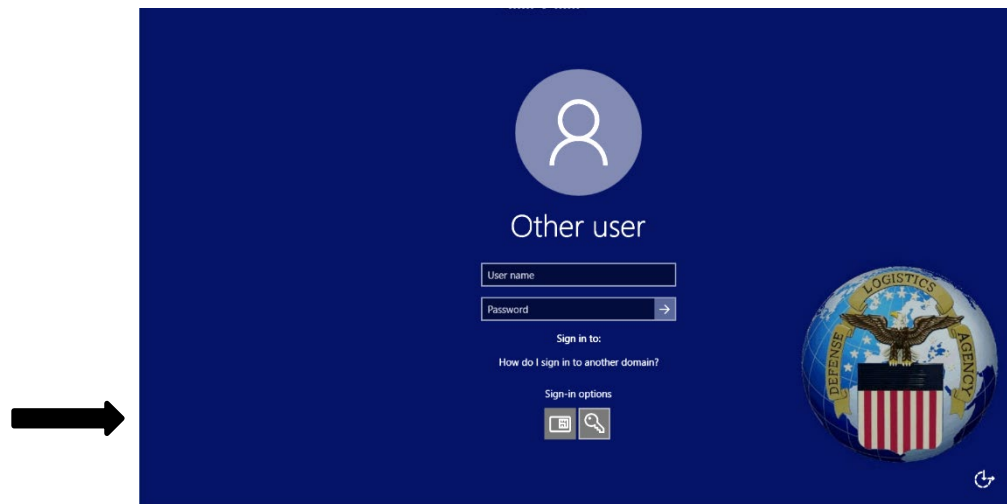 Other user
User name
Password
Sign in to:
How do I sign in to another domain?
Sign-in options
DEFENSE LOGISTICS AGENCY